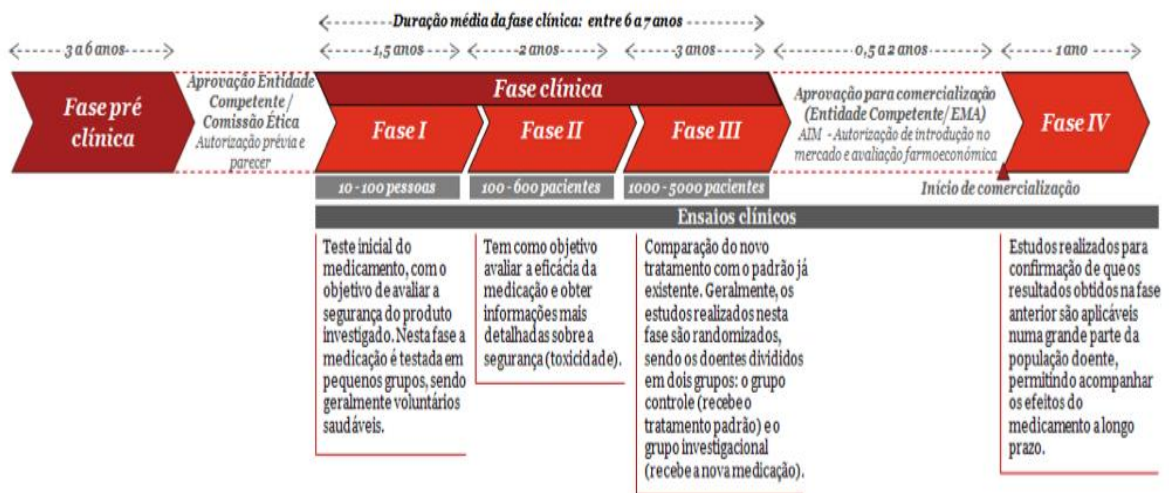 Duração média da fase clínica: entre 6 a 7 anos
3 a 6 anos
1,5 anos
2 anos
3 anos
0,5 a 2 anos
1 ano
Fase pré
clínica
Aprovação Entidade
Competente /
Comissão Ética
Autorização prévia e
parecer
Fase clínica
Fase I
Fase II
Fase III
Aprovação para comercialização
(Entidade Competente/ EMA)
AIM - Autorização de introdução no
mercado e avaliação farmoeconómica
Fase IV
10 - 100 pessoas
100 - 600 pacientes
1000 - 5000 pacientes
Início de comercialização
Ensaios clínicos
Teste inicial do
medicamento, com o
objetivo de avaliar a
segurança do produto
investigado. Nesta fase a
medicação é testada em
pequenos grupos, sendo
geralmente voluntários
saudáveis.
Tem como objetivo
avaliar a eficácia da
medicação e obter
informações mais
detalhadas sobre a
segurança (toxicidade).
Comparação do novo
tratamento com o padrão já
existente. Geralmente, os
estudos realizados nesta
fase são randomizados,
sendo os doentes divididos
em dois grupos: o grupo
controle (recebe o
tratamento padrão) e o
grupo investigacional
(recebe a nova medicação).
Estudos realizados para
confirmação de que os
resultados obtidos na fase
anterior são aplicáveis
numa grande parte da
população doente,
permitindo acompanhar
os efeitos do
medicamento a longo
prazo.